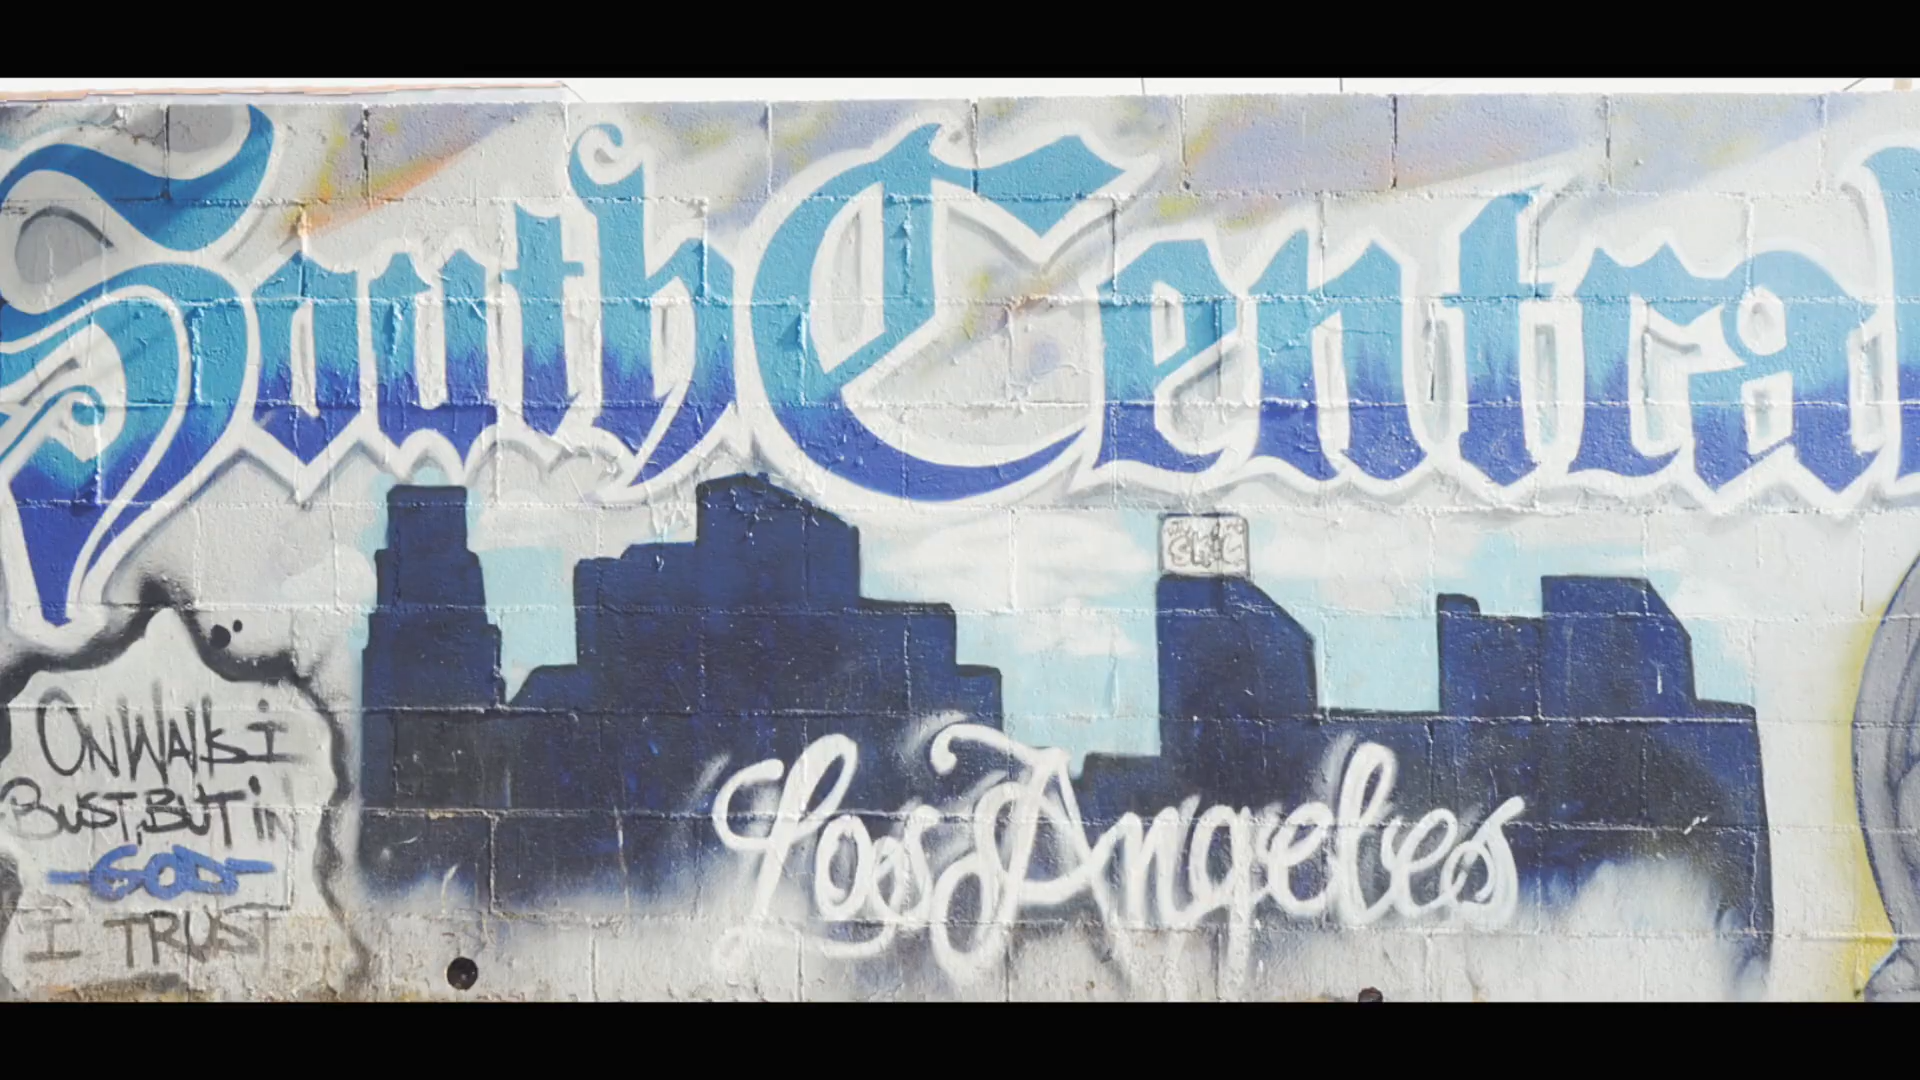 South Central
Los Angeles
ON WALLS I
BUST, BUT IN
-GOD-
I TRUST...